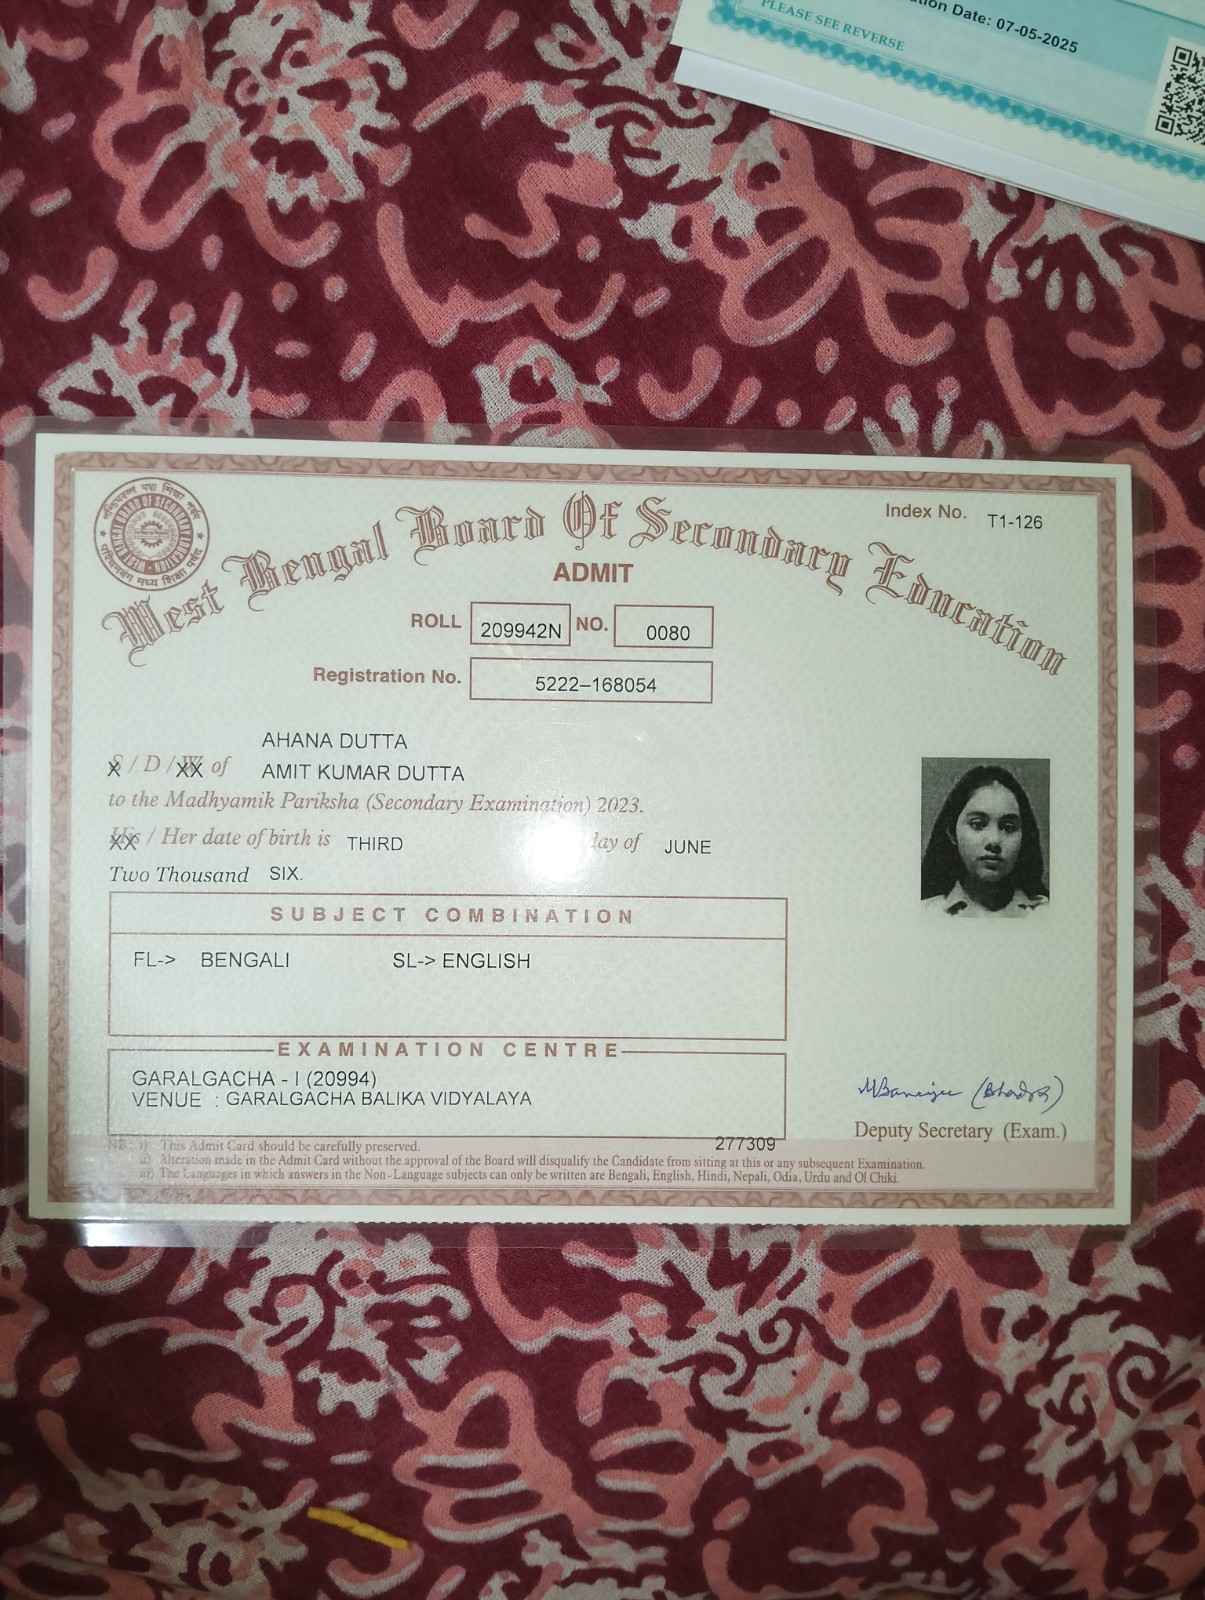 tion Date: 07-05-2025
PLEASE SEE REVERSE
West Bengal Board Of Secondary Education
Index No. T1-126
ADMIT
ROLL 209942N NO. 0080
Registration No. 5222–168054
AHANA DUTTA
S / D / W of AMIT KUMAR DUTTA
to the Madhyamik Pariksha (Secondary Examination) 2023.
His / Her date of birth is THIRD day of JUNE
Two Thousand SIX.
SUBJECT COMBINATION
FL-> BENGALI SL-> ENGLISH
EXAMINATION CENTRE
GARALGACHA - I (20994)
VENUE : GARALGACHA BALIKA VIDYALAYA
MBanerjee (Bhadra)
Deputy Secretary (Exam.)
277309
NB. : i) This Admit Card should be carefully preserved.
ii) Alteration made in the Admit Card without the approval of the Board will disqualify the Candidate from sitting at this or any subsequent Examination.
iii) The Languages in which answers in the Non-Language subjects can only be written are Bengali, English, Hindi, Nepali, Odia, Urdu and Ol Chiki.